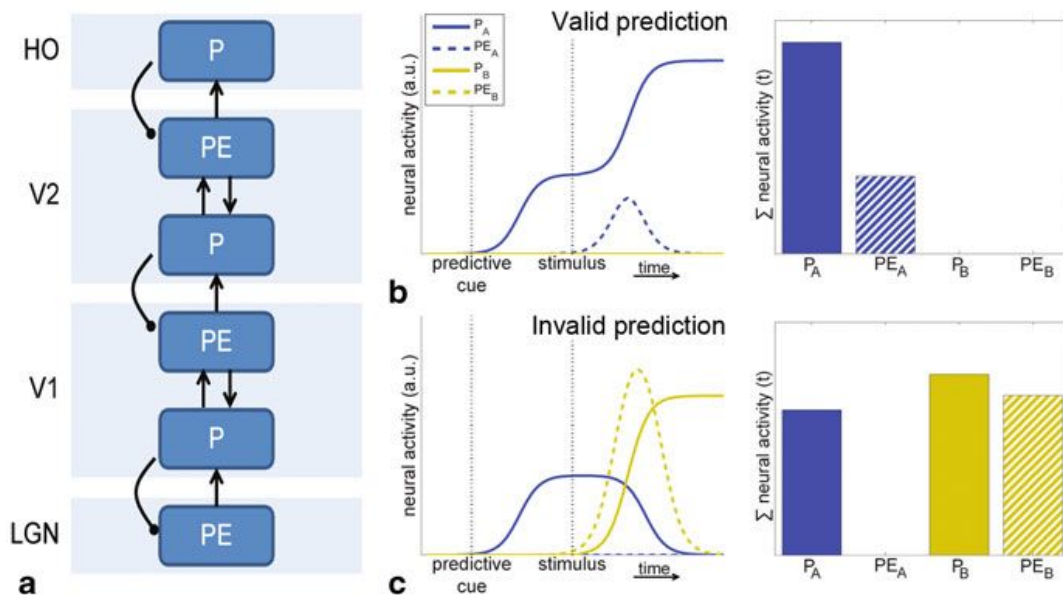 HO
P
PE
V2
P
PE
V1
P
LGN
PE
a
Valid prediction
P_A
PE_A
P_B
PE_B
neural activity (a.u.)
predictive
cue
stimulus
time
b
Σ neural activity (t)
P_A
PE_A
P_B
PE_B
Invalid prediction
neural activity (a.u.)
predictive
cue
stimulus
time
c
Σ neural activity (t)
P_A
PE_A
P_B
PE_B